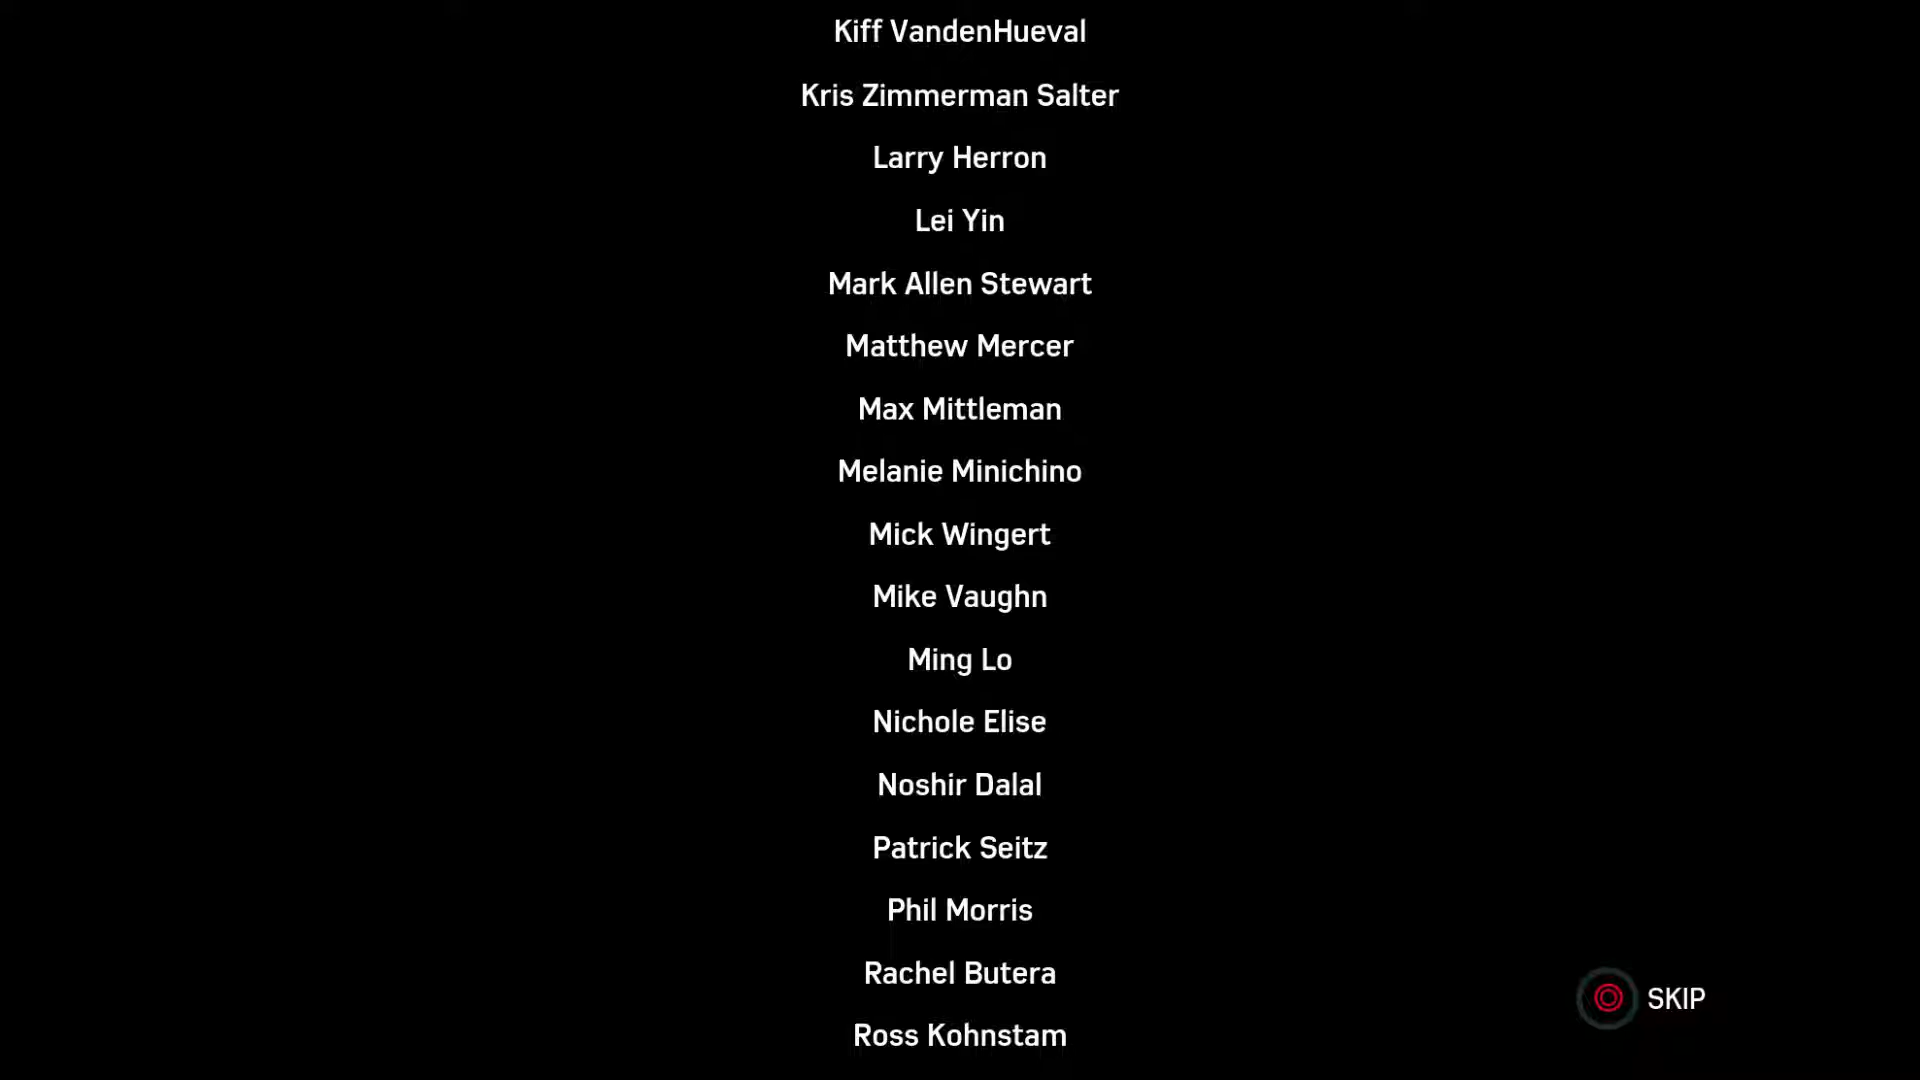 Kiff VandenHueval
Kris Zimmerman Salter
Larry Herron
Lei Yin
Mark Allen Stewart
Matthew Mercer
Max Mittleman
Melanie Minichino
Mick Wingert
Mike Vaughn
Ming Lo
Nichole Elise
Noshir Dalal
Patrick Seitz
Phil Morris
Rachel Butera
SKIP
Ross Kohnstam